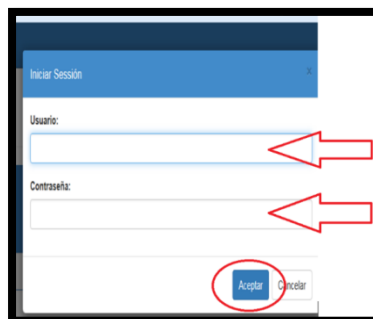 Iniciar Sessión
x
Usuario:
Contraseña:
Aceptar
Cancelar